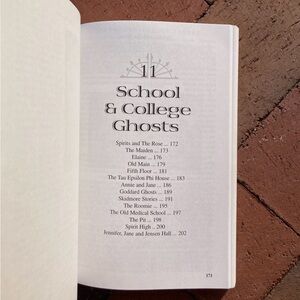 11
School
& College
Ghosts
Spirits and The Rose ... 172
The Maiden ... 173
Elaine ... 176
Old Main ... 179
Fifth Floor ... 181
The Tau Epsilon Phi House ... 183
Annie and Jane ... 186
Goddard Ghosts ... 189
Skidmore Stories ... 191
The Roomie ... 195
The Old Medical School ... 197
The Pit ... 198
Spirit High ... 200
Jennifer, Jane and Jensen Hall ... 202
171